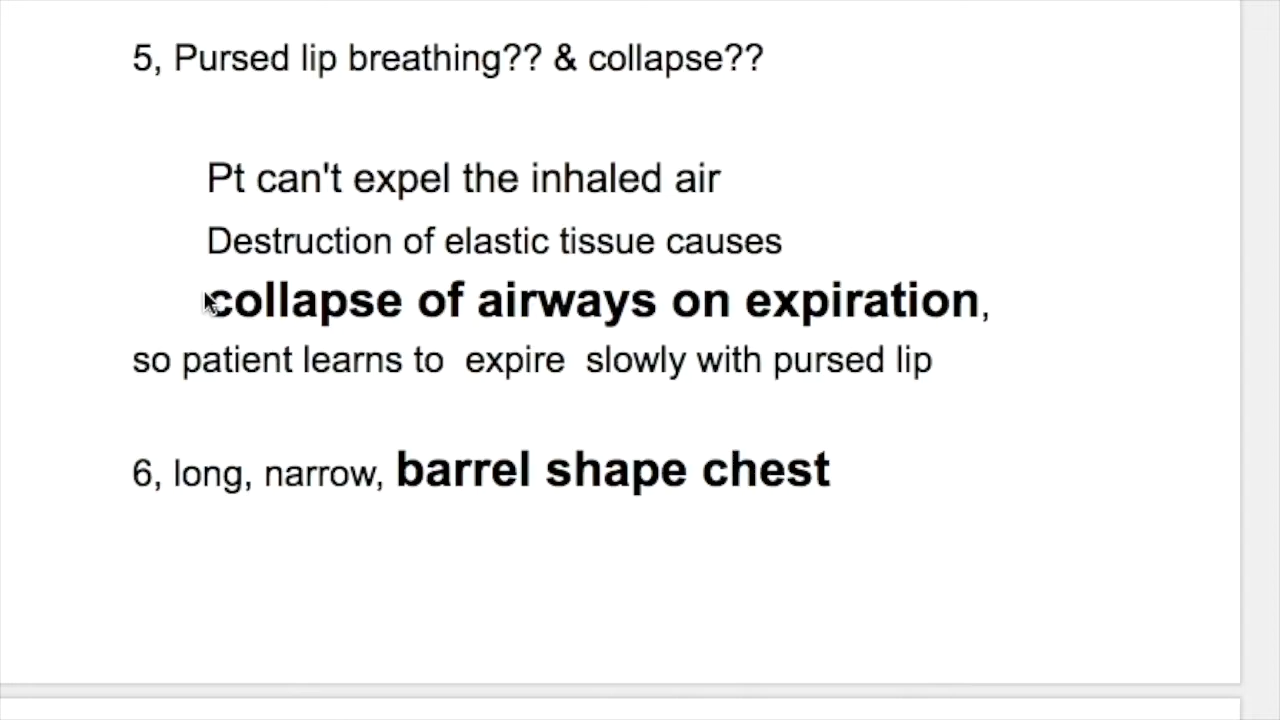 5, Pursed lip breathing?? & collapse??
Pt can't expel the inhaled air
Destruction of elastic tissue causes
collapse of airways on expiration,
so patient learns to expire slowly with pursed lip
6, long, narrow, barrel shape chest